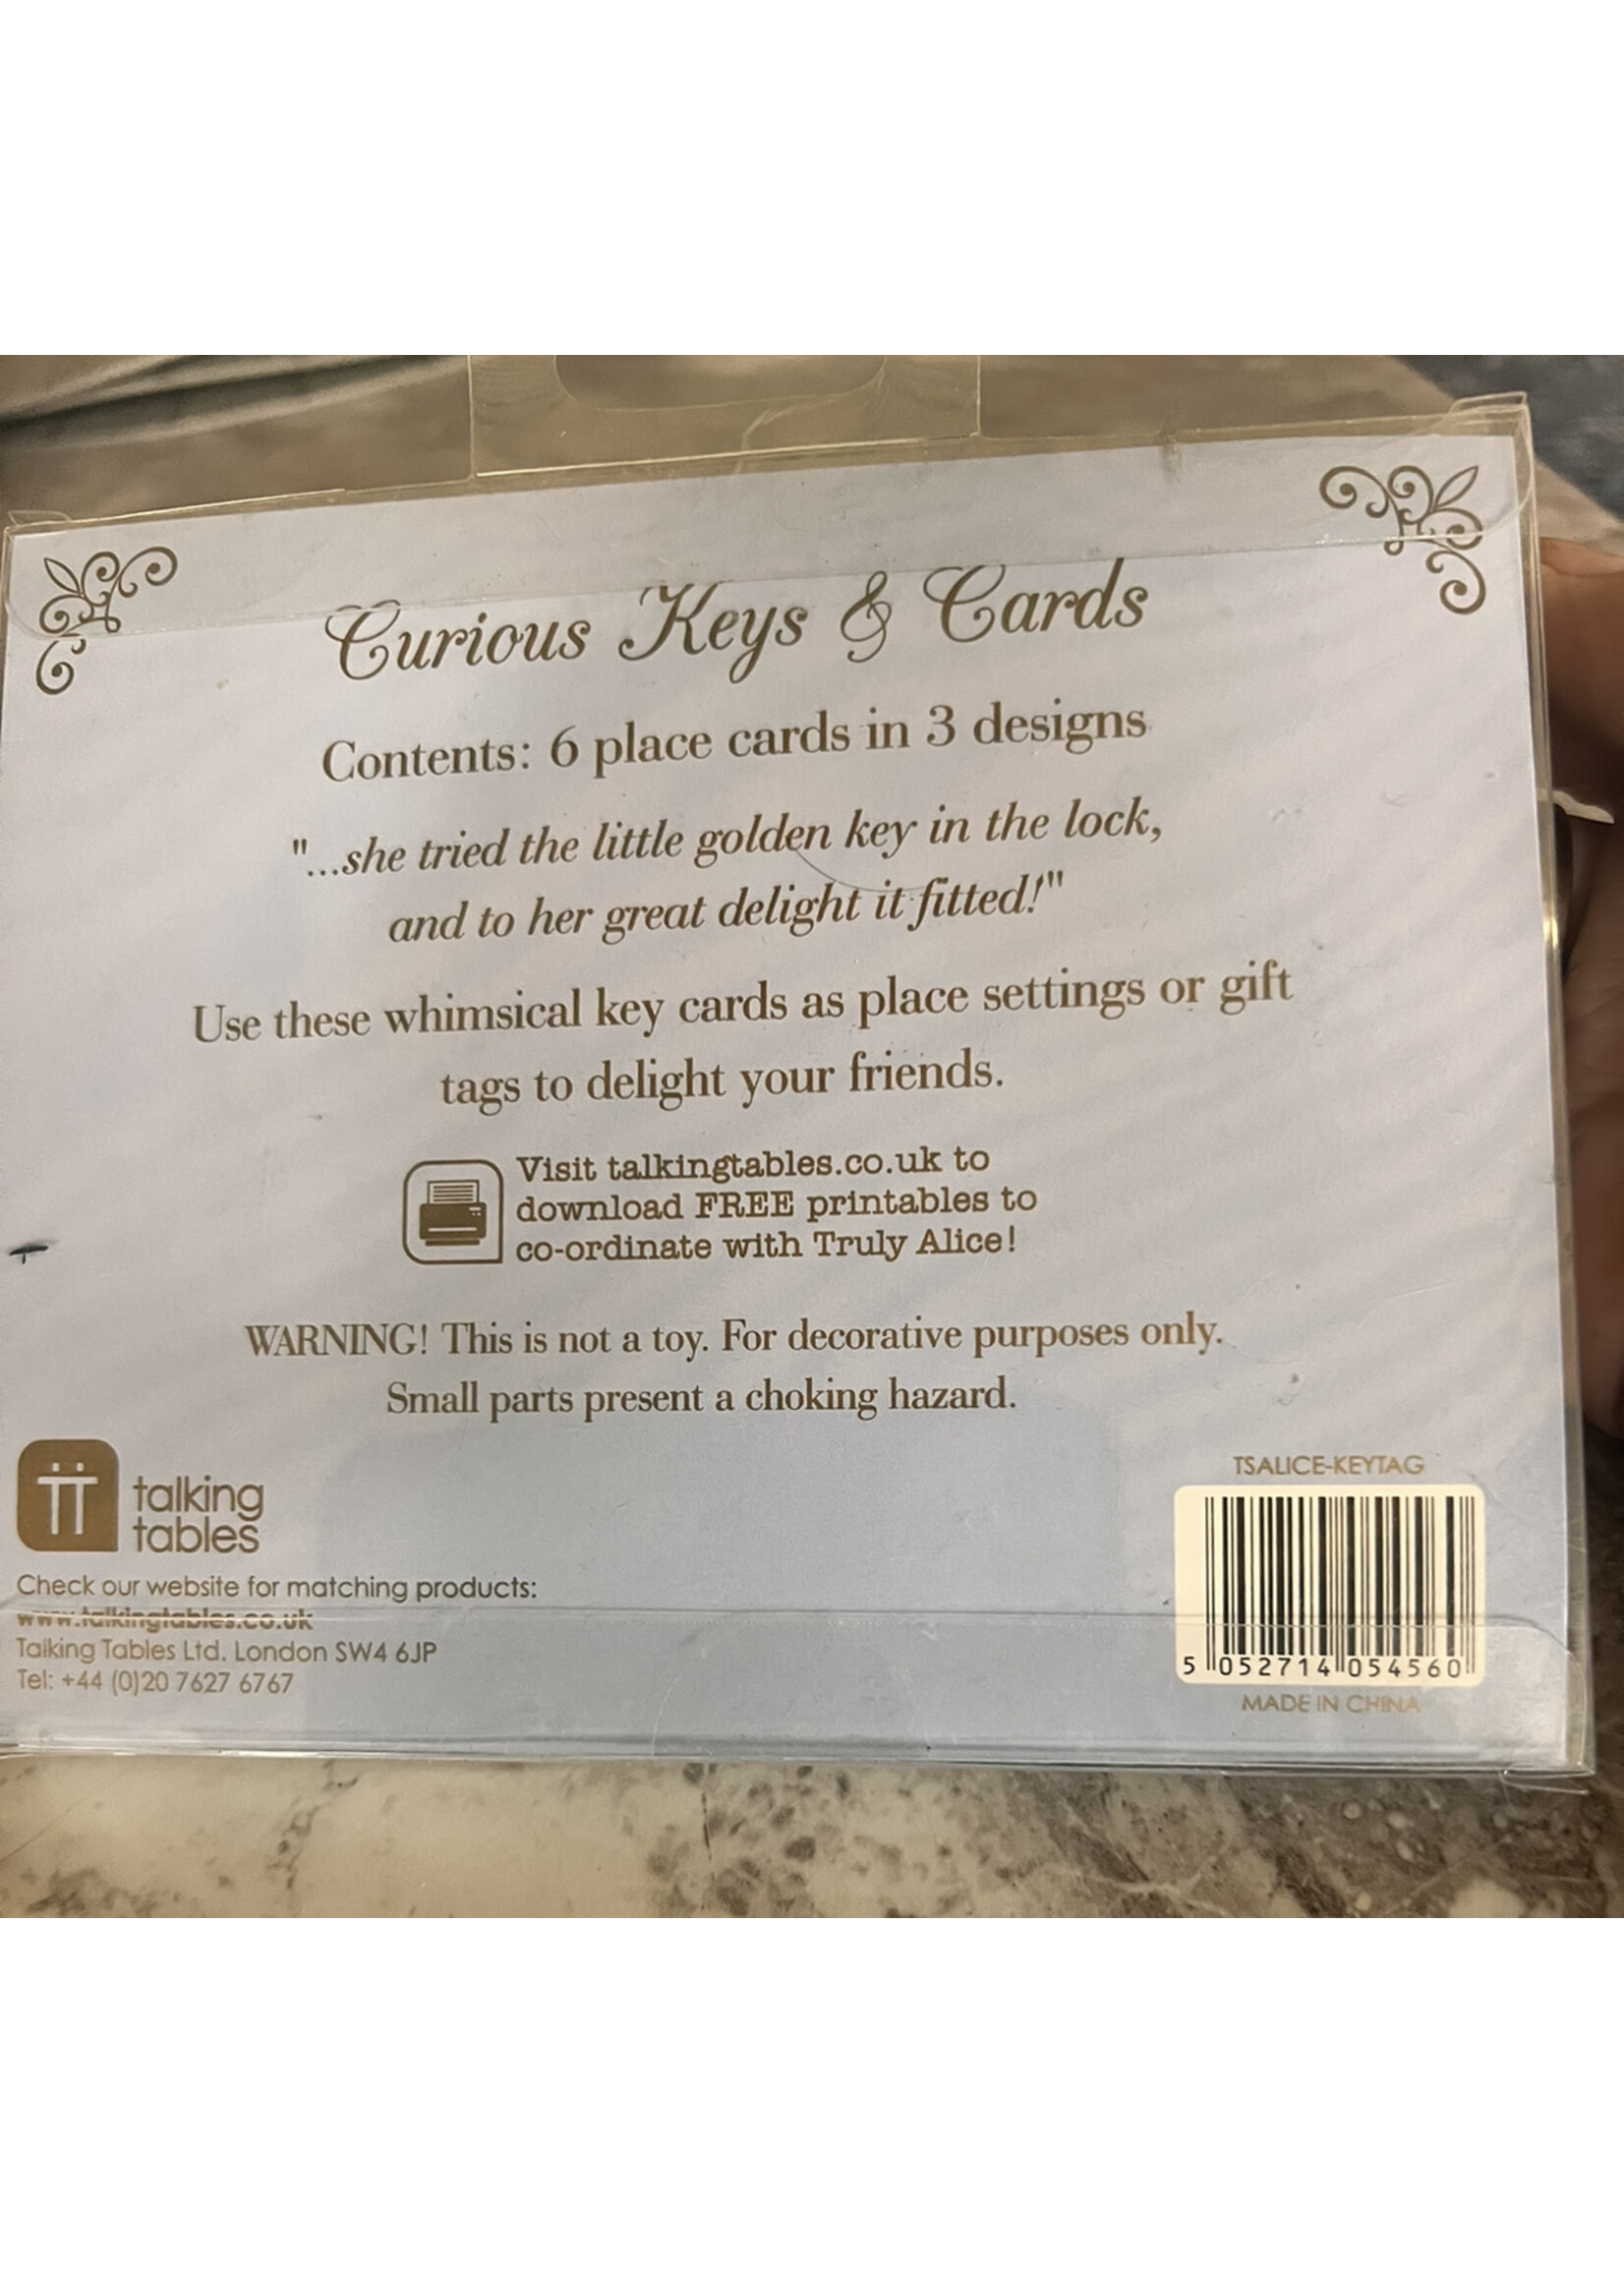 Curious Keys & Cards
Contents: 6 place cards in 3 designs
"...she tried the little golden key in the lock,
and to her great delight it fitted!"
Use these whimsical key cards as place settings or gift
tags to delight your friends.
Visit talkingtables.co.uk to
download FREE printables to
co-ordinate with Truly Alice!
WARNING! This is not a toy. For decorative purposes only.
Small parts present a choking hazard.
talking
tables
Check our website for matching products:
www.talkingtables.co.uk
Talking Tables Ltd. London SW4 6JP
Tel: +44 (0)20 7627 6767
TSALICE-KEYTAG
5 052714 054560
MADE IN CHINA